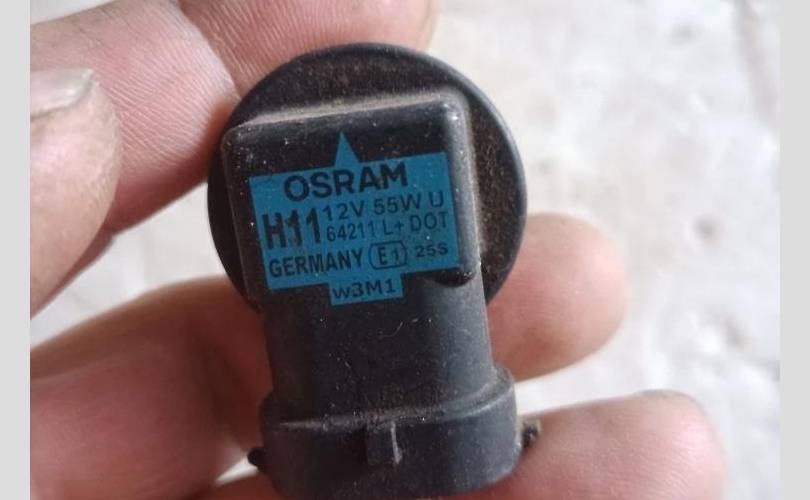 OSRAM
H11 12V 55W U
64211 L+ DOT
GERMANY E1 25S
W3M1